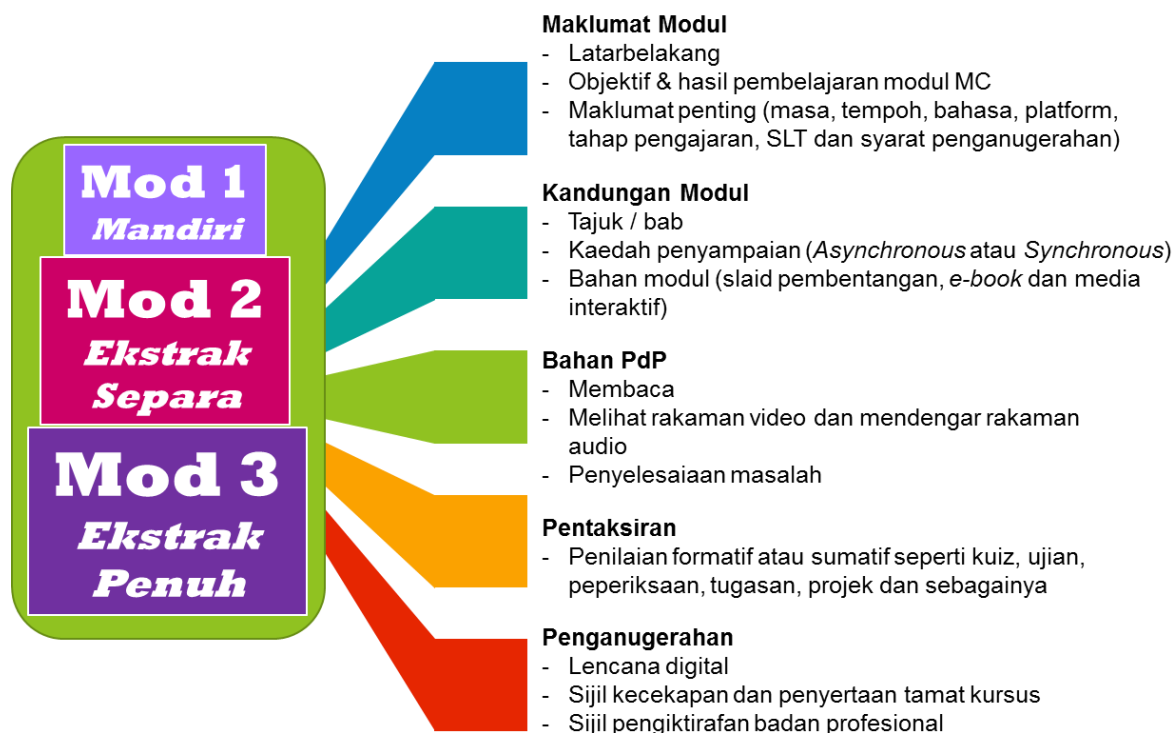 Mod 1
Mandiri
Mod 2
Ekstrak
Separa
Mod 3
Ekstrak
Penuh
Maklumat Modul
- Latarbelakang
- Objektif & hasil pembelajaran modul MC
- Maklumat penting (masa, tempoh, bahasa, platform,
tahap pengajaran, SLT dan syarat penganugerahan)
Kandungan Modul
- Tajuk / bab
- Kaedah penyampaian (Asynchronous atau Synchronous)
- Bahan modul (slaid pembentangan, e-book dan media
interaktif)
Bahan PdP
- Membaca
- Melihat rakaman video dan mendengar rakaman
audio
- Penyelesaiaan masalah
Pentaksiran
- Penilaian formatif atau sumatif seperti kuiz, ujian,
peperiksaan, tugasan, projek dan sebagainya
Penganugerahan
- Lencana digital
- Sijil kecekapan dan penyertaan tamat kursus
- Sijil pengiktirafan badan profesional